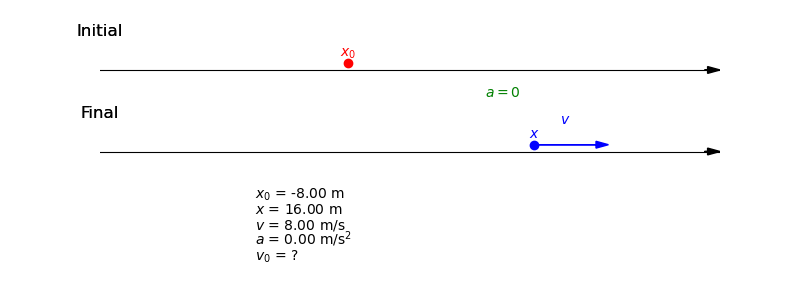 Initial
x₀
a = 0
Final
v
x
x₀ = -8.00 m
x = 16.00 m
v = 8.00 m/s
a = 0.00 m/s²
v₀ = ?